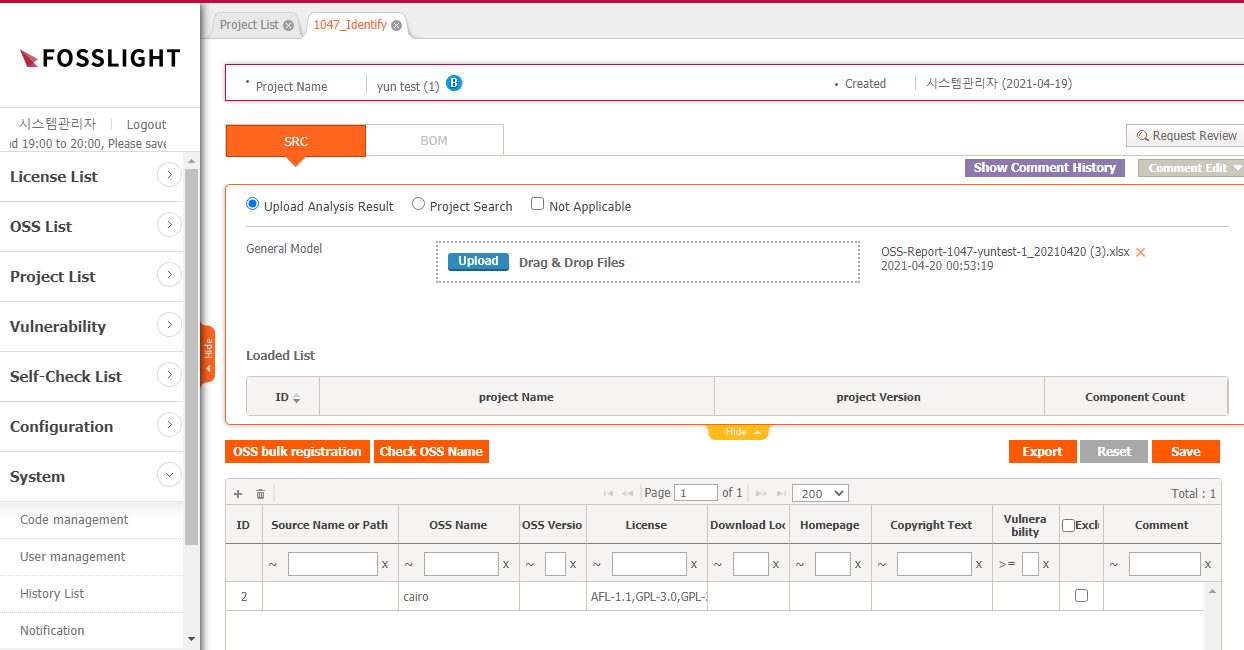 Project List
1047_Identify
FOSSLIGHT
Project Name
yun test (1) B
Created
시스템관리자 (2021-04-19)
시스템관리자
Logout
19:00 to 20:00, Please save
SRC
BOM
Request Review
Show Comment History
Comment Edit
License List
OSS List
Project List
Vulnerability
Self-Check List
Configuration
System
Code management
User management
History List
Notification
Hide
Upload Analysis Result
Project Search
Not Applicable
General Model
Upload
Drag & Drop Files
OSS-Report-1047-yuntest-1_20210420 (3).xlsx
2021-04-20 00:53:19
Loaded List
ID
project Name
project Version
Component Count
Hide
OSS bulk registration
Check OSS Name
Export
Reset
Save
Page 1 of 1
200
Total : 1
ID
Source Name or Path
OSS Name
OSS Versio
License
Download Loc
Homepage
Copyright Text
Vulnera
bility
Excl
Comment
~ x ~ x ~ x ~ x ~ x ~ x ~ x >= x ~ x
2
cairo
AFL-1.1,GPL-3.0,GPL-2